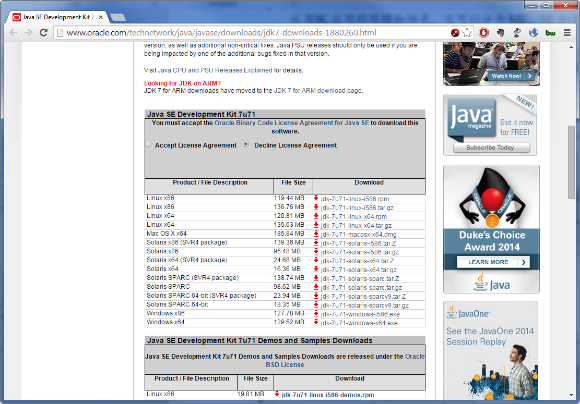 Java SE Development Kit 7
www.oracle.com/technetwork/java/javase/downloads/jdk7-downloads-1880260.html
version, as well as additional non-critical fixes. Java PSU releases should only be used if you are
being impacted by one of the additional bugs fixed in that version.
Visit Java CPU and PSU Releases Explained for details.
Looking for JDK on ARM?
JDK 7 for ARM downloads have moved to the JDK 7 for ARM download page.
Java SE Development Kit 7u71
You must accept the Oracle Binary Code License Agreement for Java SE to download this
software.
Accept License Agreement Decline License Agreement
Product / File Description File Size Download
Linux x86 119.44 MB jdk-7u71-linux-i586.rpm
Linux x86 136.76 MB jdk-7u71-linux-i586.tar.gz
Linux x64 120.81 MB jdk-7u71-linux-x64.rpm
Linux x64 135.63 MB jdk-7u71-linux-x64.tar.gz
Mac OS X x64 185.84 MB jdk-7u71-macosx-x64.dmg
Solaris x86 (SVR4 package) 139.36 MB jdk-7u71-solaris-i586.tar.Z
Solaris x86 95.48 MB jdk-7u71-solaris-i586.tar.gz
Solaris x64 (SVR4 package) 24.68 MB jdk-7u71-solaris-x64.tar.Z
Solaris x64 16.36 MB jdk-7u71-solaris-x64.tar.gz
Solaris SPARC (SVR4 package) 138.74 MB jdk-7u71-solaris-sparc.tar.Z
Solaris SPARC 98.62 MB jdk-7u71-solaris-sparc.tar.gz
Solaris SPARC 64-bit (SVR4 package) 23.94 MB jdk-7u71-solaris-sparcv9.tar.Z
Solaris SPARC 64-bit 18.35 MB jdk-7u71-solaris-sparcv9.tar.gz
Windows x86 127.78 MB jdk-7u71-windows-i586.exe
Windows x64 129.52 MB jdk-7u71-windows-x64.exe
Java SE Development Kit 7u71 Demos and Samples Downloads
Java SE Development Kit 7u71 Demos and Samples Downloads are released under the Oracle
BSD License
Product / File Description File Size Download
Linux x86 19.81 MB jdk-7u71-linux-i586-demos.rpm
Watch Now!
NEW!
Java
magazine
Get it now
for FREE!
Subscribe Today
Duke's Choice
Award 2014
LEARN MORE
Java
JavaOne
ORACLE
See the JavaOne 2014
Session Replay